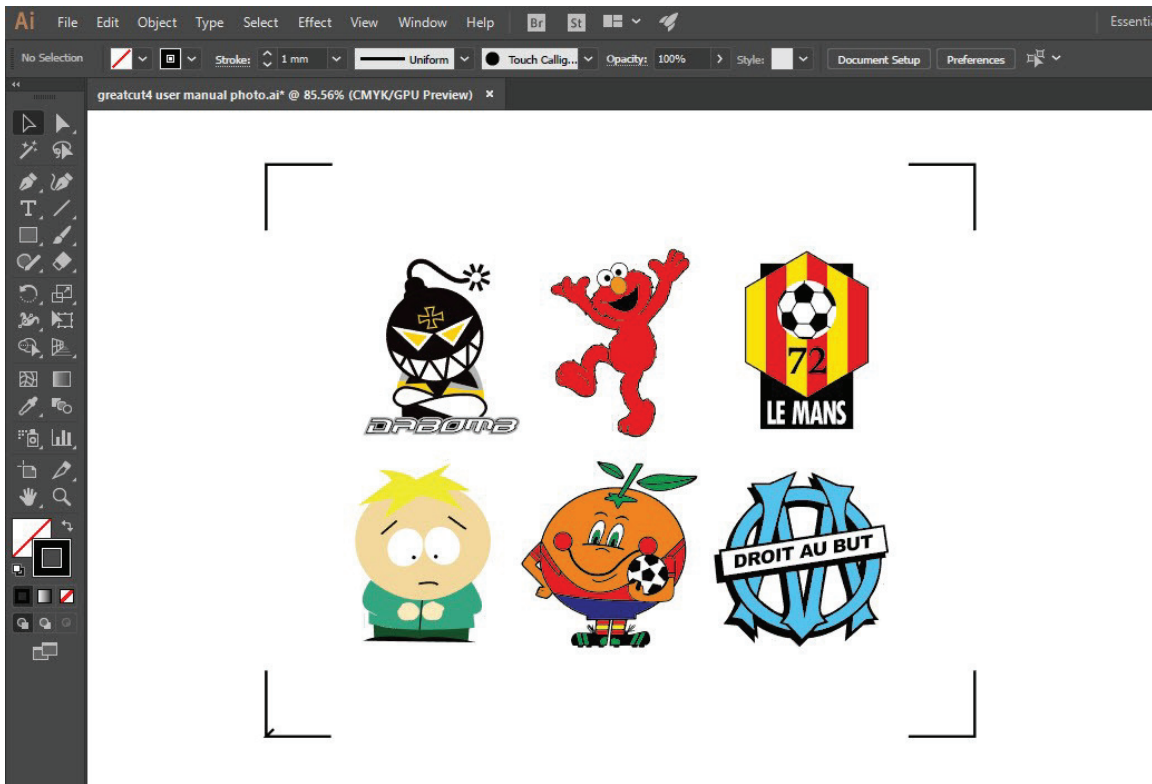 Ai File Edit Object Type Select Effect View Window Help Br St Essentia
No Selection Stroke: 1 mm Uniform Touch Callig... Opacity: 100% Style: Document Setup Preferences
greatcut4 user manual photo.ai* @ 85.56% (CMYK/GPU Preview) ×
72
LE MANS
DABOMB
DROIT AU BUT